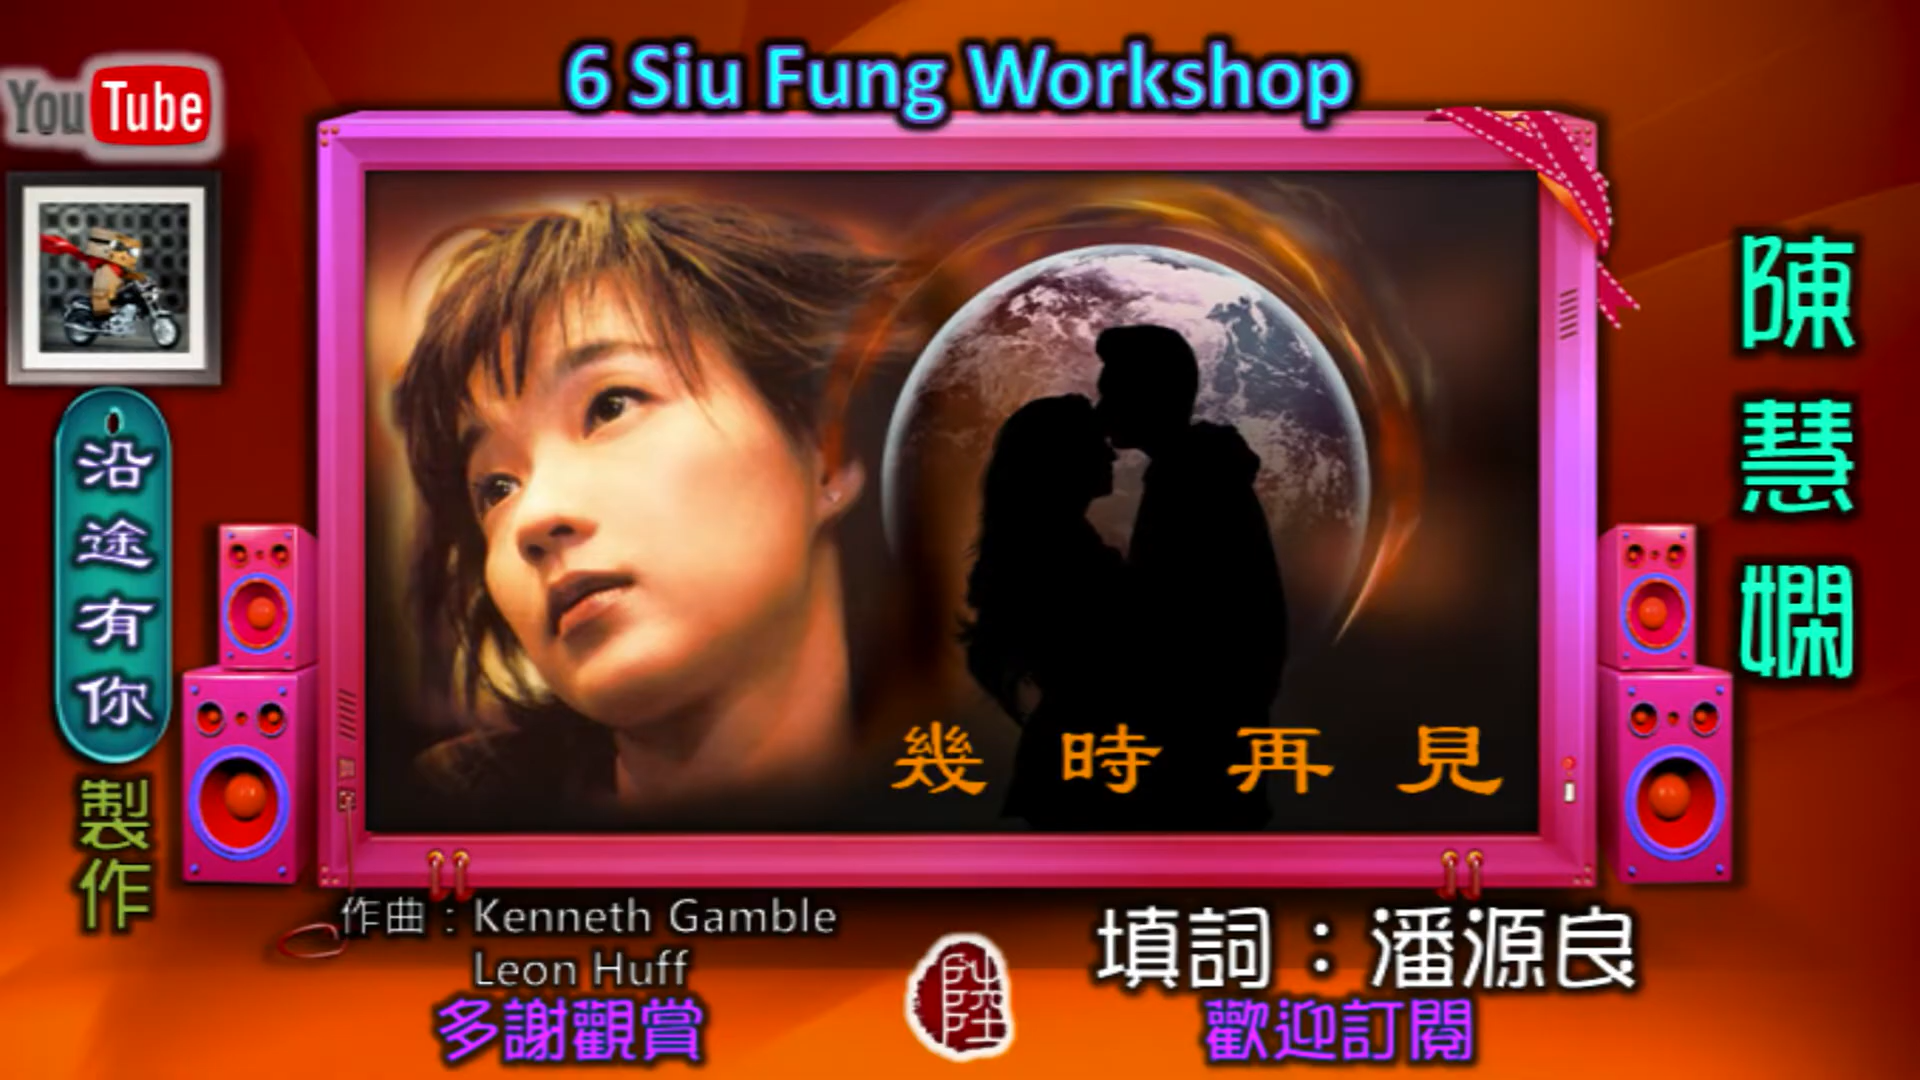 6 Siu Fung Workshop
YouTube
沿途有你
製作
陳慧嫻
幾時再見
作曲：Kenneth Gamble
Leon Huff
填詞：潘源良
多謝觀賞
陸
歡迎訂閱